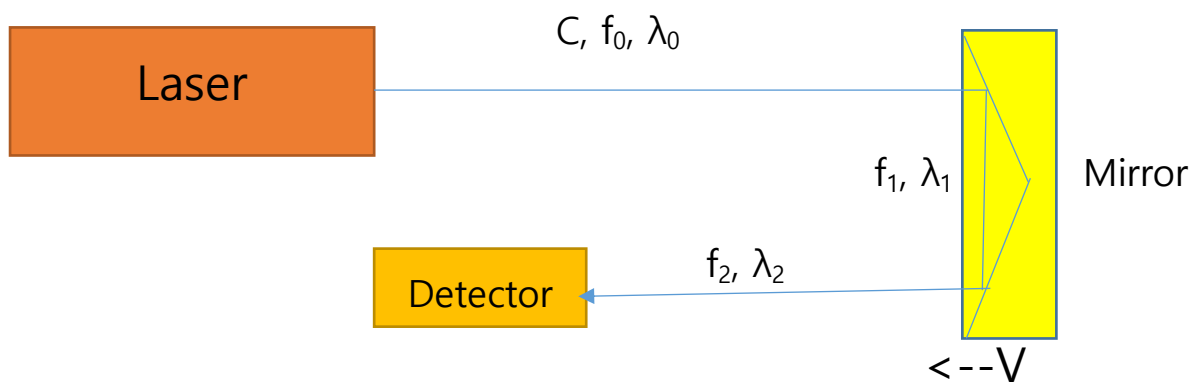 C, f₀, λ₀
Laser
f₁, λ₁
Mirror
f₂, λ₂
Detector
<--V